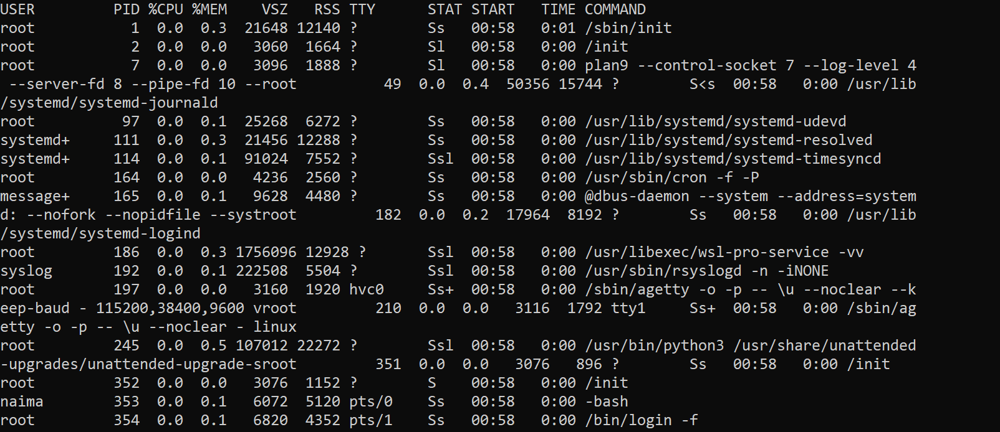 USER         PID %CPU %MEM    VSZ   RSS TTY      STAT START   TIME COMMAND
root           1  0.0  0.3  21648 12140 ?        Ss   00:58   0:01 /sbin/init
root           2  0.0  0.0   3060  1664 ?        Sl   00:58   0:00 /init
root           7  0.0  0.0   3096  1888 ?        Sl   00:58   0:00 plan9 --control-socket 7 --log-level 4
 --server-fd 8 --pipe-fd 10 --root          49  0.0  0.4  50356 15744 ?        S<s  00:58   0:00 /usr/lib
/systemd/systemd-journald
root          97  0.0  0.1  25268  6272 ?        Ss   00:58   0:00 /usr/lib/systemd/systemd-udevd
systemd+     111  0.0  0.3  21456 12288 ?        Ss   00:58   0:00 /usr/lib/systemd/systemd-resolved
systemd+     114  0.0  0.1  91024  7552 ?        Ssl  00:58   0:00 /usr/lib/systemd/systemd-timesyncd
root         164  0.0  0.0   4236  2560 ?        Ss   00:58   0:00 /usr/sbin/cron -f -P
message+     165  0.0  0.1   9628  4480 ?        Ss   00:58   0:00 @dbus-daemon --system --address=system
d: --nofork --nopidfile --systroot         182  0.0  0.2  17964  8192 ?        Ss   00:58   0:00 /usr/lib
/systemd/systemd-logind
root         186  0.0  0.3 1756096 12928 ?       Ssl  00:58   0:00 /usr/libexec/wsl-pro-service -vv
syslog       192  0.0  0.1 222508  5504 ?        Ssl  00:58   0:00 /usr/sbin/rsyslogd -n -iNONE
root         197  0.0  0.0   3160  1920 hvc0     Ss+  00:58   0:00 /sbin/agetty -o -p -- \u --noclear --k
eep-baud - 115200,38400,9600 vroot         210  0.0  0.0   3116  1792 tty1     Ss+  00:58   0:00 /sbin/ag
etty -o -p -- \u --noclear - linux
root         245  0.0  0.5 107012 22272 ?        Ssl  00:58   0:00 /usr/bin/python3 /usr/share/unattended
-upgrades/unattended-upgrade-sroot         351  0.0  0.0   3076   896 ?        Ss   00:58   0:00 /init
root         352  0.0  0.0   3076  1152 ?        S    00:58   0:00 /init
naima        353  0.0  0.1   6072  5120 pts/0    Ss   00:58   0:00 -bash
root         354  0.0  0.1   6820  4352 pts/1    Ss   00:58   0:00 /bin/login -f